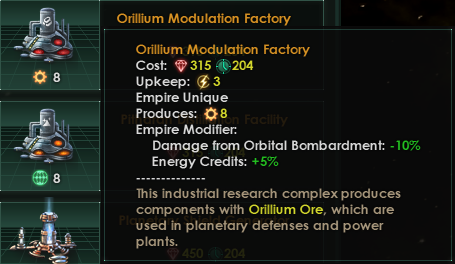 Orillium Modulation Factory
8
Orillium Modulation Factory
Cost: 315 204
Upkeep: 3
Empire Unique
Produces: 8
Empire Modifier:
Damage from Orbital Bombardment: -10%
Energy Credits: +5%
--------------
This industrial research complex produces
components with Orillium Ore, which are
used in planetary defenses and power
plants.
8
450 204